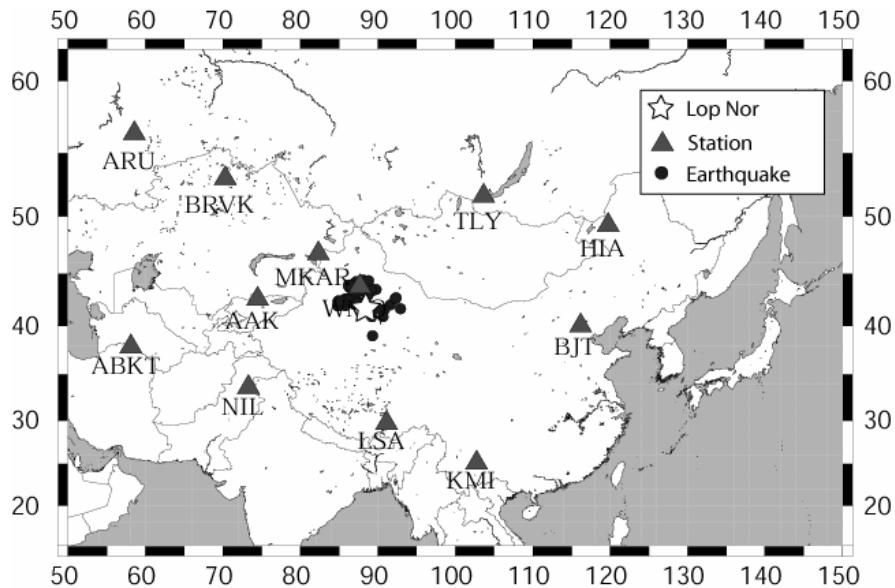 50 60 70 80 90 100 110 120 130 140 150
60 60
Lop Nor
Station
Earthquake
ARU
BRVK
50 TLY 50
HIA
MKAR
AAK
40 BJT 40
ABKT
NIL
30 LSA 30
KMI
20 20
50 60 70 80 90 100 110 120 130 140 150